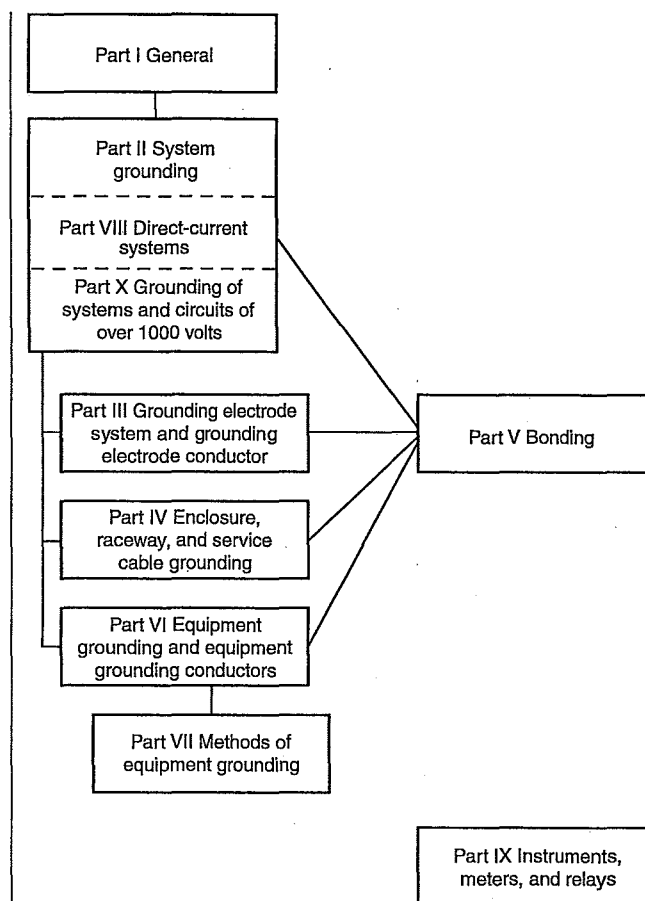 Part I General
Part II System
grounding
Part VIII Direct-current
systems
Part X Grounding of
systems and circuits of
over 1000 volts
Part III Grounding electrode
system and grounding
electrode conductor
Part V Bonding
Part IV Enclosure,
raceway, and service
cable grounding
Part VI Equipment
grounding and equipment
grounding conductors
Part VII Methods of
equipment grounding
Part IX Instruments,
meters, and relays